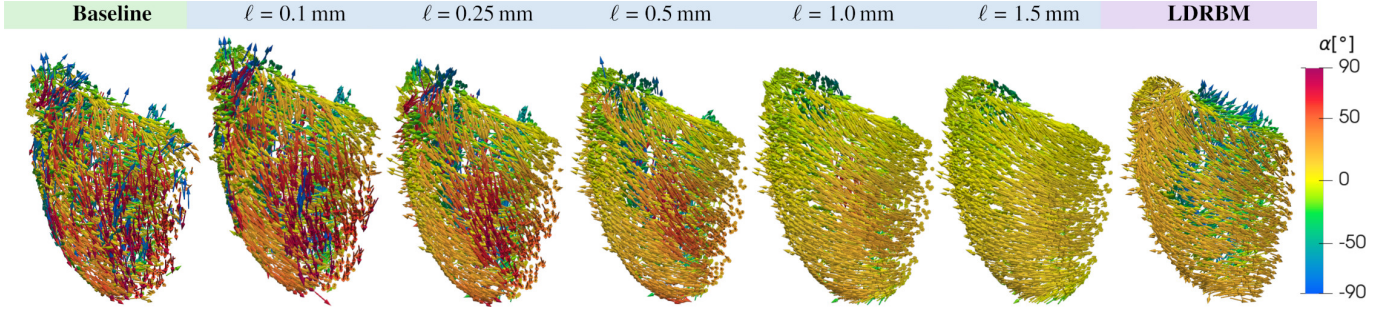 Baseline ℓ = 0.1 mm ℓ = 0.25 mm ℓ = 0.5 mm ℓ = 1.0 mm ℓ = 1.5 mm LDRBM
α[°]
90
50
0
-50
-90